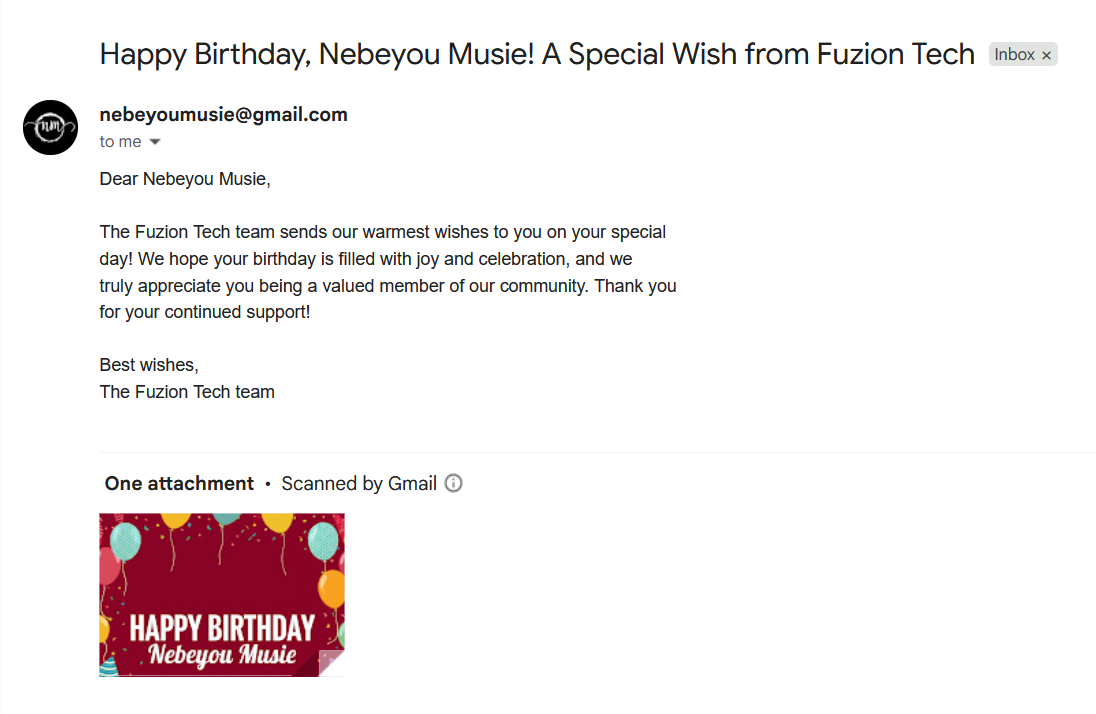 Happy Birthday, Nebeyou Musie! A Special Wish from Fuzion Tech Inbox ×
nm
nebeyoumusie@gmail.com
to me
Dear Nebeyou Musie,
The Fuzion Tech team sends our warmest wishes to you on your special
day! We hope your birthday is filled with joy and celebration, and we
truly appreciate you being a valued member of our community. Thank you
for your continued support!
Best wishes,
The Fuzion Tech team
One attachment • Scanned by Gmail
HAPPY BIRTHDAY
Nebeyou Musie